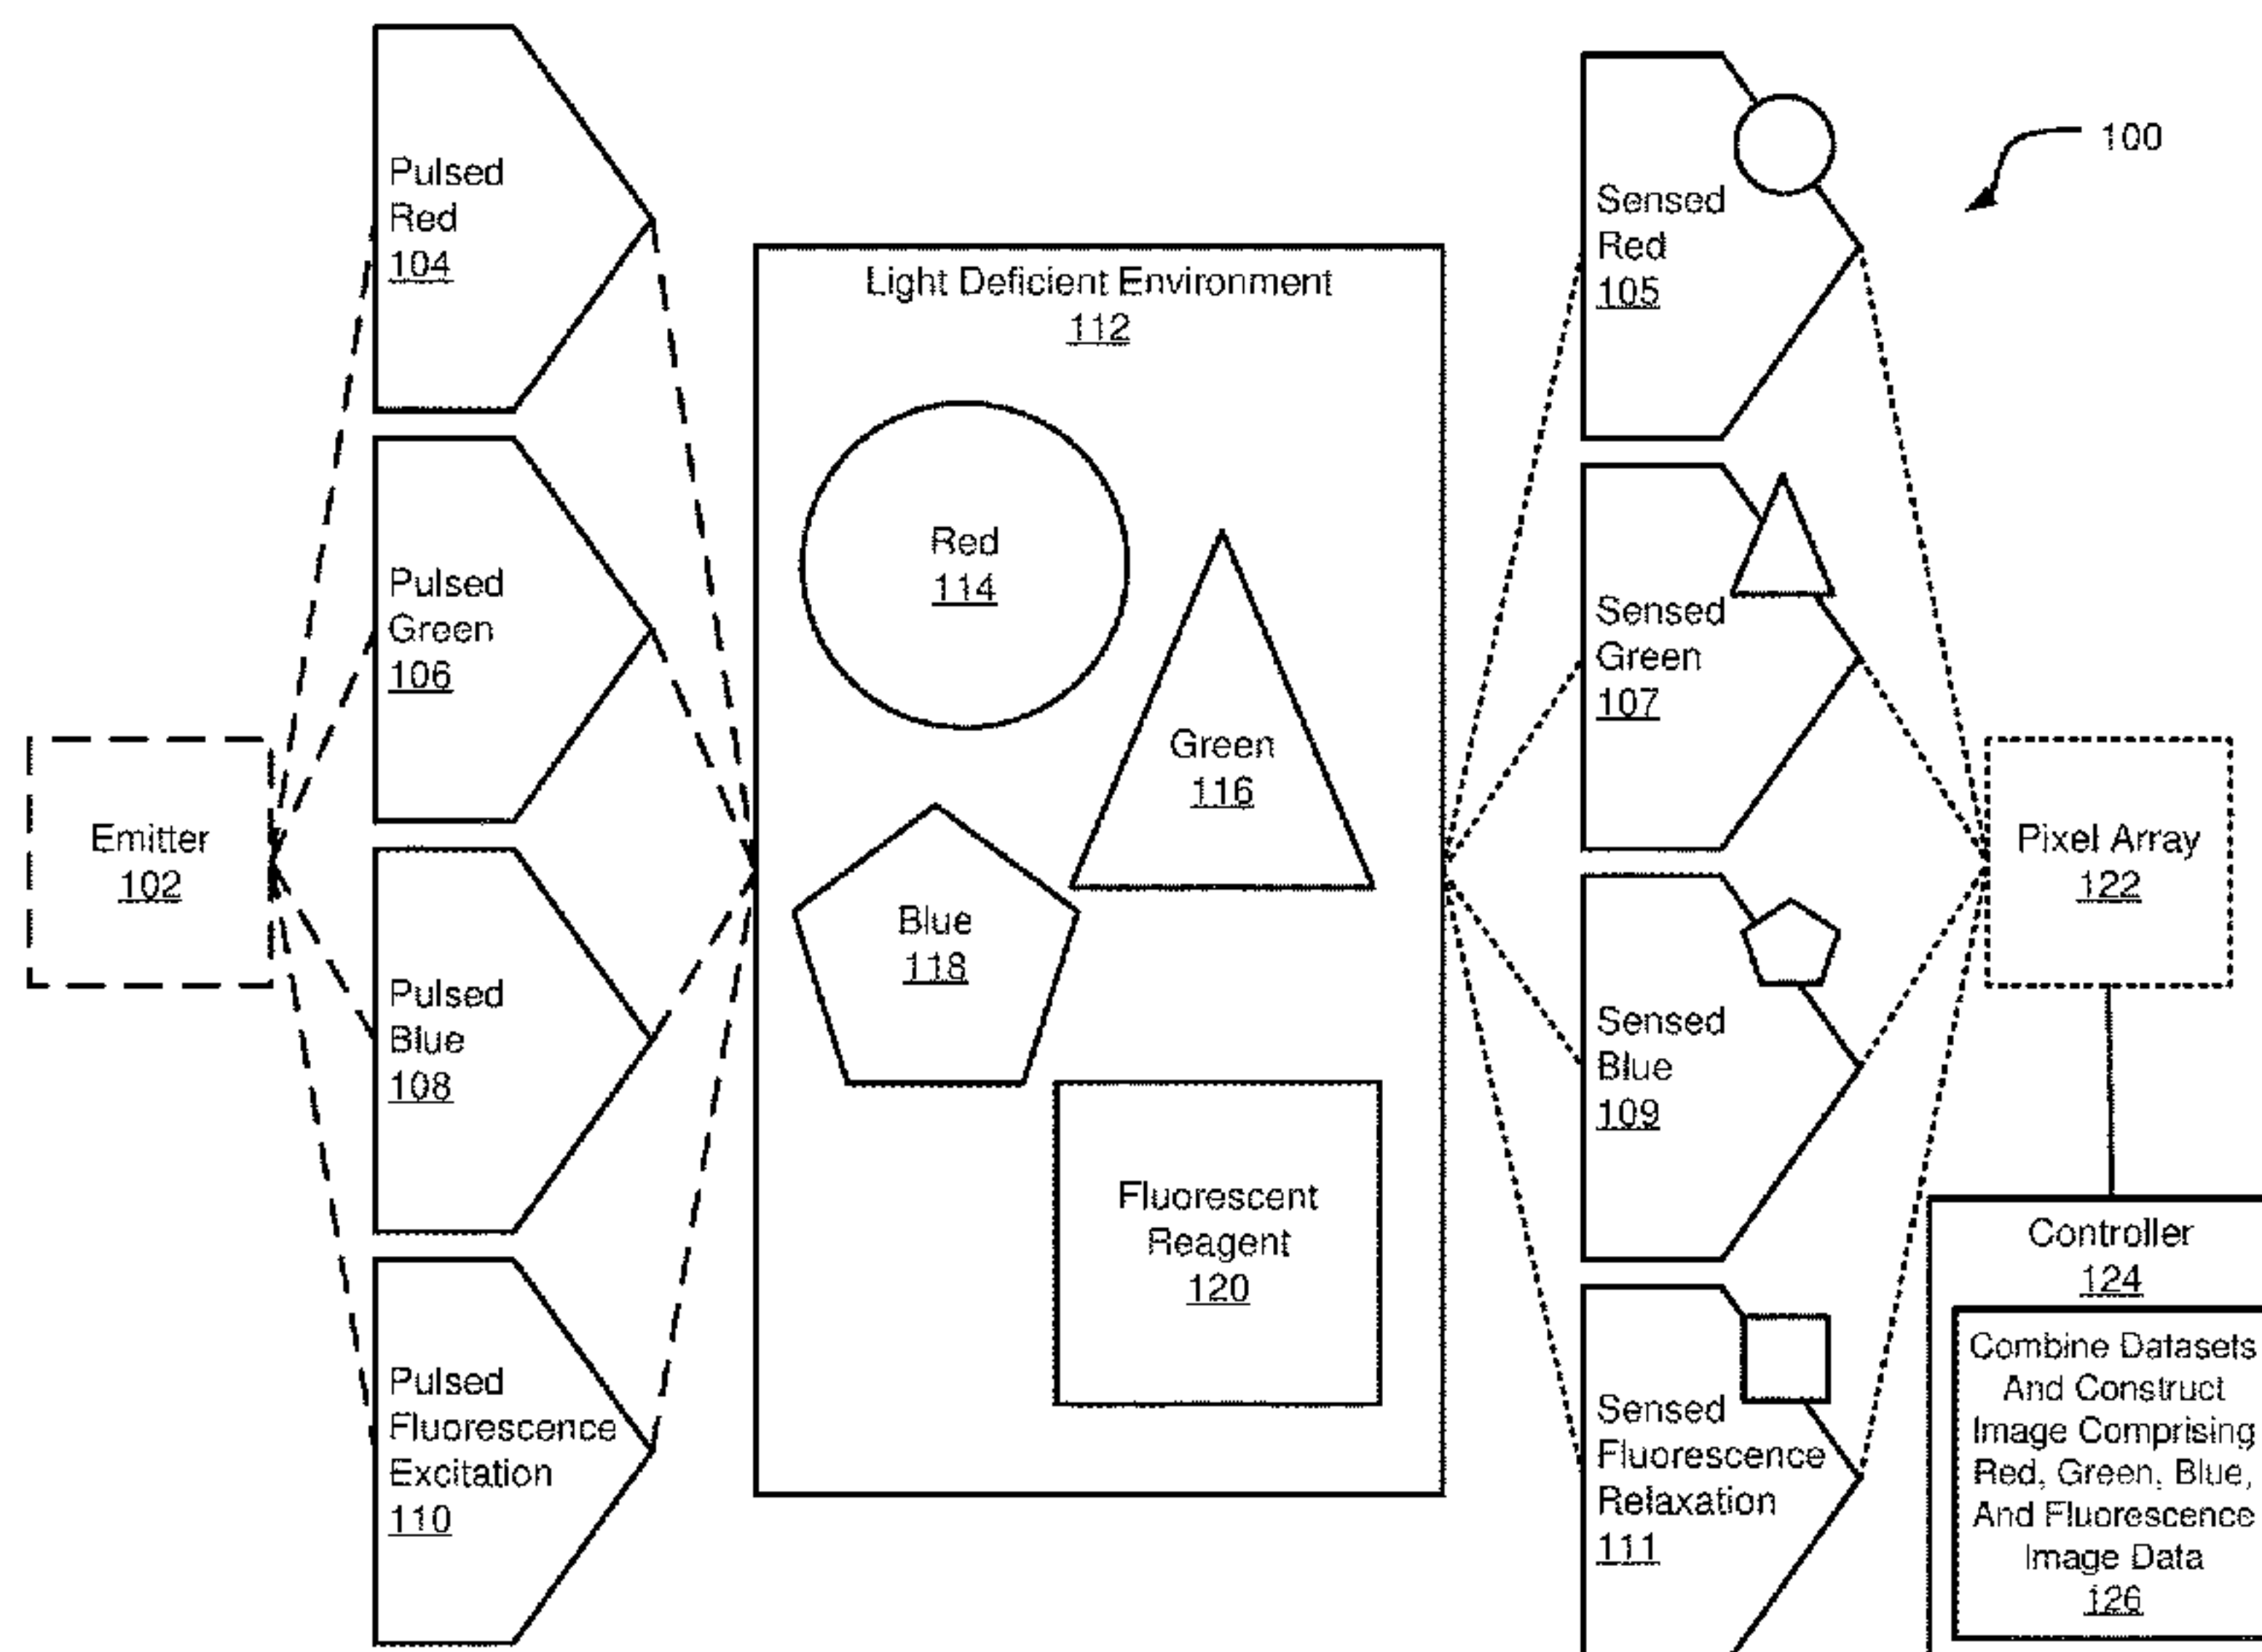 Pulsed
Red
104
Pulsed
Green
106
Emitter
102
Pulsed
Blue
108
Pulsed
Fluorescence
Excitation
110
Light Deficient Environment
112
Red
114
Green
116
Blue
118
Fluorescent
Reagent
120
Sensed
Red
105
100
Sensed
Green
107
Sensed
Blue
109
Sensed
Fluorescence
Relaxation
111
Pixel Array
122
Controller
124
Combine Datasets
And Construct
Image Comprising
Red, Green, Blue,
And Fluorescence
Image Data
126